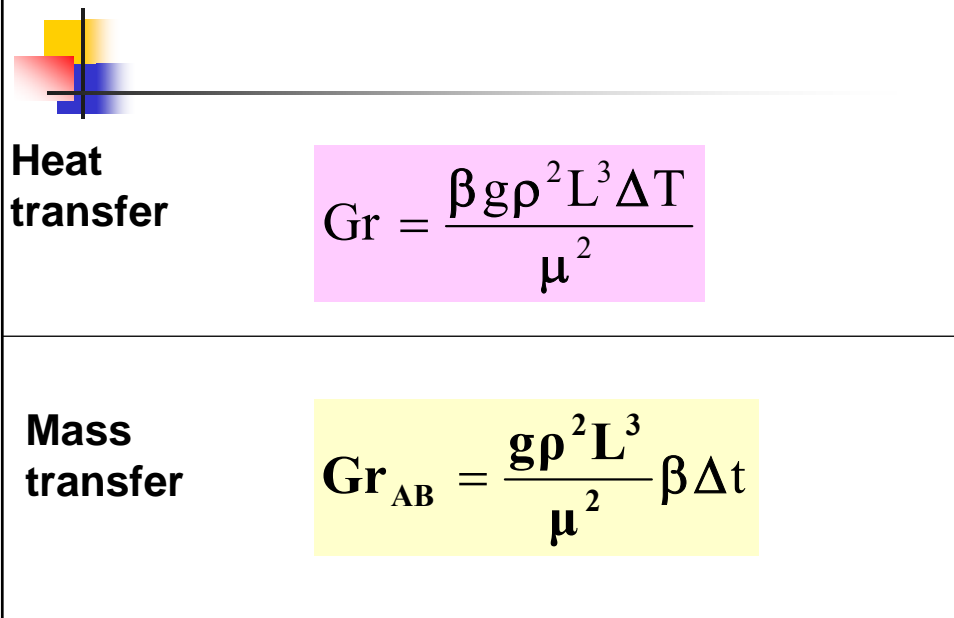 Heat
transfer
Gr = βgρ²L³ΔT / μ²
Mass
transfer
Gr_AB = gρ²L³ / μ² βΔt